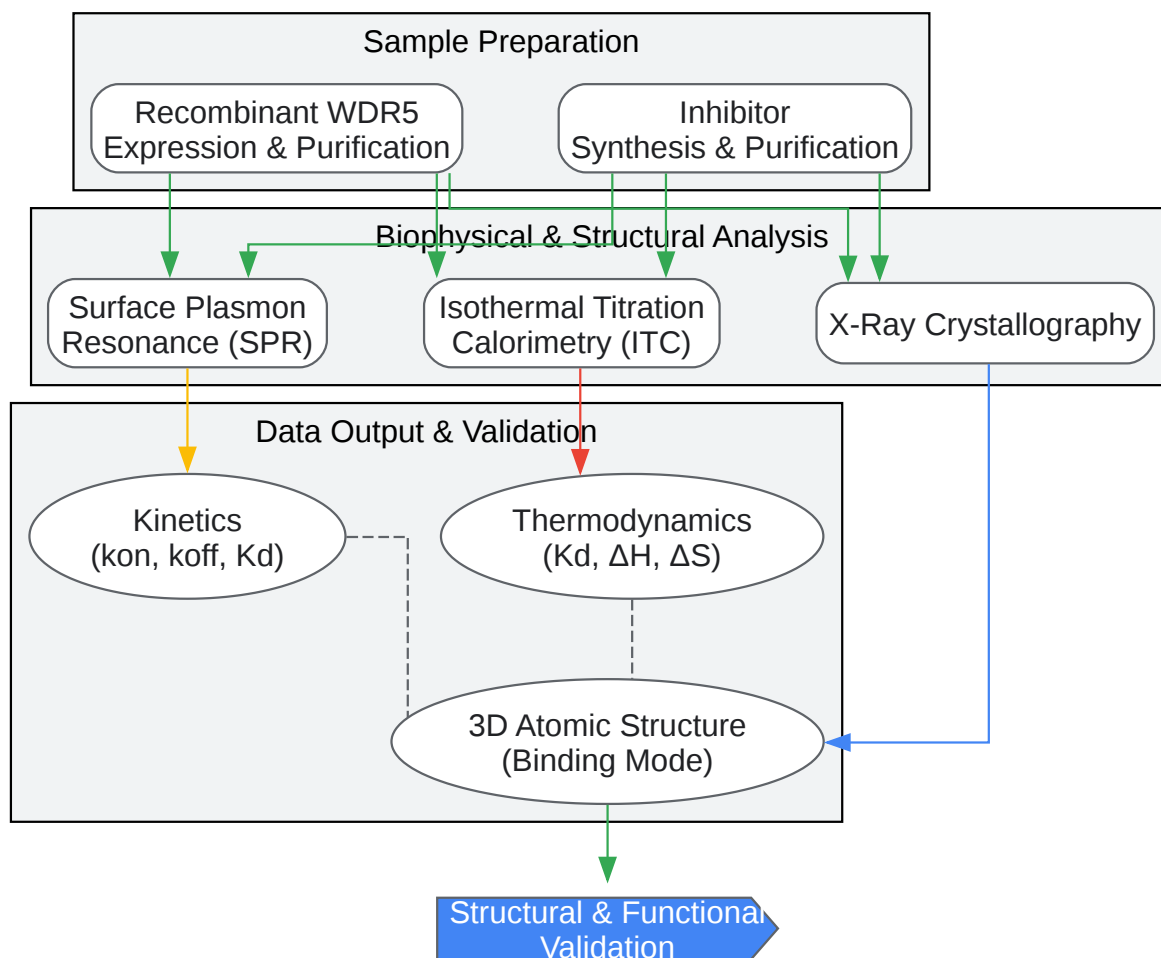 Sample Preparation
Recombinant WDR5
Expression & Purification
Inhibitor
Synthesis & Purification
Biophysical & Structural Analysis
Surface Plasmon
Resonance (SPR)
Isothermal Titration
Calorimetry (ITC)
X-Ray Crystallography
Data Output & Validation
Kinetics
(kon, koff, Kd)
Thermodynamics
(Kd, ΔH, ΔS)
3D Atomic Structure
(Binding Mode)
Structural & Functional
Validation